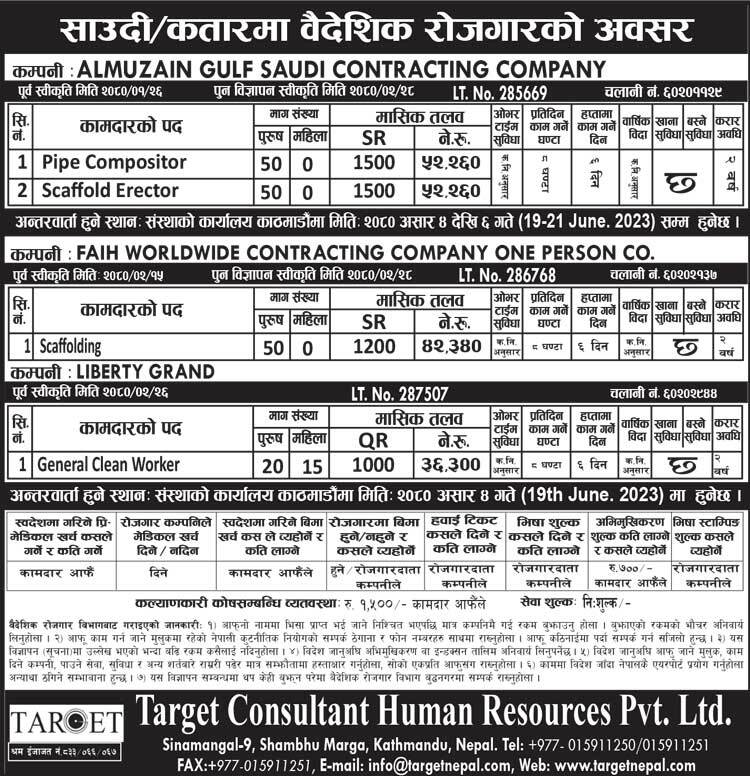 साउदी/कतारमा वैदेशिक रोजगारको अवसर
कम्पनी : ALMUZAIN GULF SAUDI CONTRACTING COMPANY
पूर्व स्वीकृति मिति २०८०/०१/२६ पुन विज्ञापन स्वीकृति मिति २०८०/०२/२८ LT. No. 285669 चलानी नं. ६०२०११२९
सि.नं. कामदारको पद माग संख्या पुरुष महिला मासिक तलव SR ने.रु. ओभर टाईम सुविधा प्रतिदिन काम गर्ने घण्टा हप्तामा काम गर्ने दिन वार्षिक विदा खाना सुविधा बस्ने सुविधा करार अवधि
1 Pipe Compositor 50 0 1500 ५२,२६० क.नि. अनुसार ८ घण्टा ६ दिन क.नि. अनुसार छ २ वर्ष
2 Scaffold Erector 50 0 1500 ५२,२६०
अन्तरवार्ता हुने स्थानः संस्थाको कार्यालय काठमाडौंमा मितिः २०८० असार ४ देखि ६ गते (19-21 June. 2023) सम्म हुनेछ ।
कम्पनी : FAIH WORLDWIDE CONTRACTING COMPANY ONE PERSON CO.
पुर्व स्वीकृति मितिः २०८०/०२/१५ पुन विज्ञापन स्वीकृति मिति २०८०/०२/२८ LT. No. 286768 चलानी नं. ६०२०२१३७
सि.नं. कामदारको पद माग संख्या पुरुष महिला मासिक तलव SR ने.रु. ओभर टाईम सुविधा प्रतिदिन काम गर्ने घण्टा हप्तामा काम गर्ने दिन वार्षिक विदा खाना सुविधा बस्ने सुविधा करार अवधि
1 Scaffolding 50 0 1200 ४२,३४० क.नि. अनुसार ८ घण्टा ६ दिन क.नि. अनुसार छ २ वर्ष
कम्पनी : LIBERTY GRAND
पूर्व स्वीकृति मिति २०८०/०२/२६ LT. No. 287507 चलानी नं. ६०२०२९४४
सि.नं. कामदारको पद माग संख्या पुरुष महिला मासिक तलव QR ने.रु. ओभर टाईम सुविधा प्रतिदिन काम गर्ने घण्टा हप्तामा काम गर्ने दिन वार्षिक विदा खाना सुविधा बस्ने सुविधा करार अवधि
1 General Clean Worker 20 15 1000 ३६,३०० क.नि. अनुसार ८ घण्टा ६ दिन क.नि. अनुसार छ २ वर्ष
अन्तरवार्ता हुने स्थानः संस्थाको कार्यालय काठमाडौंमा मितिः २०८० असार ४ गते (19th June. 2023) मा हुनेछ ।
स्वदेशमा गरिने प्रि-मेडिकल खर्च कसले गर्ने र कति गर्ने रोजगार कम्पनिले मेडिकल खर्च दिने / नदिन स्वदेशमा गरिने बिमा खर्च कस ले व्यहोर्ने र कति लाग्ने रोजगारमा बिमा हुने/नहुने र कसले व्यहोर्ने हवाई टिकट कसले दिने र कति लाग्ने भिषा शुल्क कसले दिने र कति लाग्ने अभिमुखिकरण शुल्क कति लाग्ने र कसले व्यहोर्ने भिषा स्टाम्पिङ शुल्क कसले व्यहोर्ने
कामदार आफैं दिने कामदार आफैंले हुने / रोजगारदाता कम्पनीले रोजगारदाता कम्पनीले रोजगारदाता कम्पनीले रु.७००/- कामदार आफैंले रोजगारदाता कम्पनीले
कल्याणकारी कोषसम्बन्धि व्यवस्थाः रु. १,५००/- कामदार आफैंले सेवा शुल्कः निःशुल्क/-
वैदेशिक रोजगार विभागबाट गराइएको जानकारी: १) आफ्नो नाममा भिसा प्राप्त भई जाने निश्चित भएपछि मात्र कम्पनिमै गई रकम बुझाउनु होला । बुझाएको रकमको भौचर अनिवार्य
लिनुहोला । २) आफू काम गर्न जाने मुलुकमा रहेको नेपाली कुटनीतिक नियोगको सम्पर्क ठेगाना र फोन नम्बरहरु साथमा राख्नुहोला । आफू कठिनाईमा पर्दा सम्पर्क गर्न सजिलो हुन्छ । ३) यस
विज्ञापन (सूचना)मा उल्लेख भएको भन्दा बढि रकम कसैलाई नदिनुहोला । ४) विदेश जानुअघि अभिमुखिकरण वा इन्डक्सन तालिम अनिवार्य लिनुपर्नेछ । ५) विदेश जानुअघि आफू जाने मुलुक, काम
दिने कम्पनी, पाउने सेवा, सुविधा र अन्य शर्तबारे राम्ररी पढेर मात्र सम्झौतामा हस्ताक्षर गर्नुहोला, सोको एकप्रति आफूसंग राख्नुहोला । ६) काममा विदेश जाँदा नेपालकै एयरपोर्ट प्रयोग गर्नुहोला
अन्यथा ठगिने सम्भावाना हुन्छ । ७) यस विज्ञापन सम्बन्धमा थप केही बुझ्न परेमा वैदेशिक रोजगार विभाग बुद्धनगरमा सम्पर्क राख्नुहोला ।
TARGET
श्रम इजाजत नं.८३३/०६६/०६७
Target Consultant Human Resources Pvt. Ltd.
Sinamangal-9, Shambhu Marga, Kathmandu, Nepal. Tel: +977- 015911250/015911251
FAX:+977-015911251, E-mail: info@targetnepal.com, Web: www.targetnepal.com